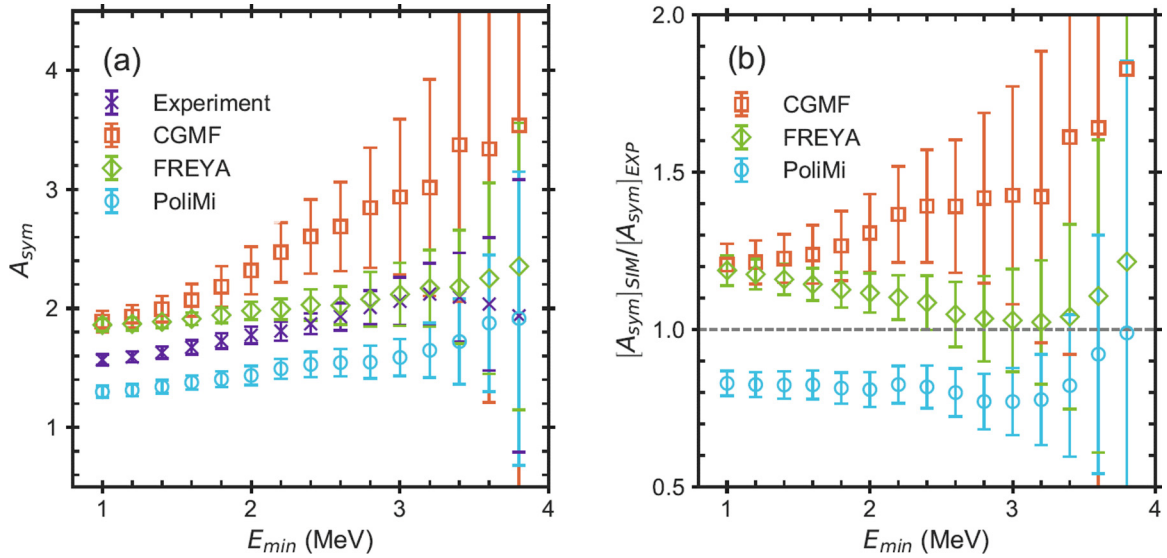 (a)
Experiment
CGMF
FREYA
PoliMi
A_sym
4
3
2
1
1
2
3
4
E_min (MeV)
(b)
CGMF
FREYA
PoliMi
[A_sym]_SIM/[A_sym]_EXP
2.0
1.5
1.0
0.5
1
2
3
4
E_min (MeV)